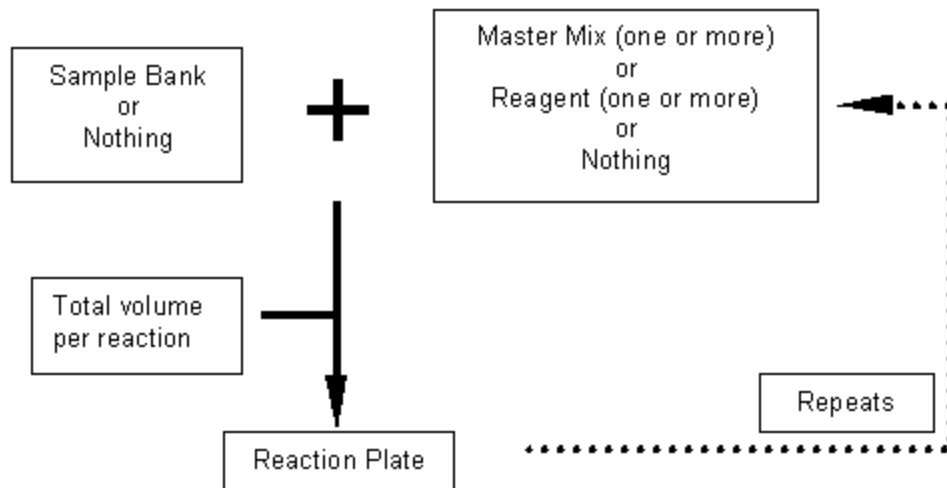 Sample Bank
or
Nothing
Master Mix (one or more)
or
Reagent (one or more)
or
Nothing
Total volume
per reaction
Repeats
Reaction Plate